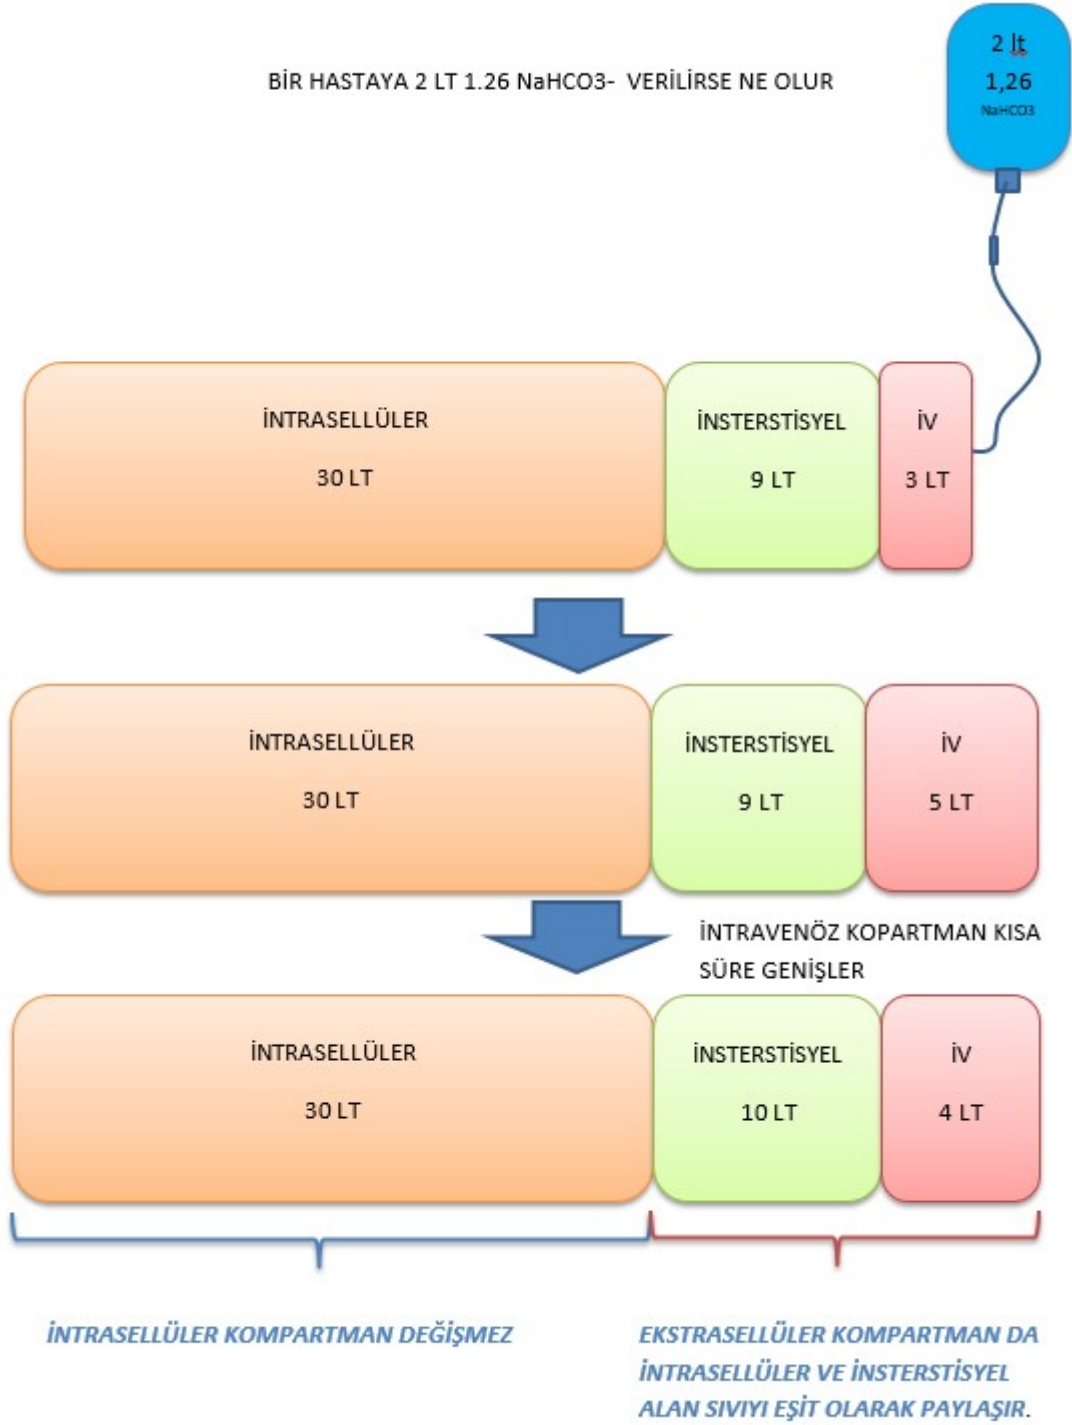 2 lt
1,26
NaHCO3
BİR HASTAYA 2 LT 1.26 NaHCO3- VERİLİRSE NE OLUR
İNTRASELLÜLER
30 LT
İNSTERSTİSYEL
9 LT
İV
3 LT
İNTRASELLÜLER
30 LT
İNSTERSTİSYEL
9 LT
İV
5 LT
İNTRAVENÖZ KOPARTMAN KISA
SÜRE GENİŞLER
İNTRASELLÜLER
30 LT
İNSTERSTİSYEL
10 LT
İV
4 LT
İNTRASELLÜLER KOMPARTMAN DEĞİŞMEZ
EKSTRASELLÜLER KOMPARTMAN DA
İNTRASELLÜLER VE İNSTERSTİSYEL
ALAN SIVIYI EŞİT OLARAK PAYLAŞIR.